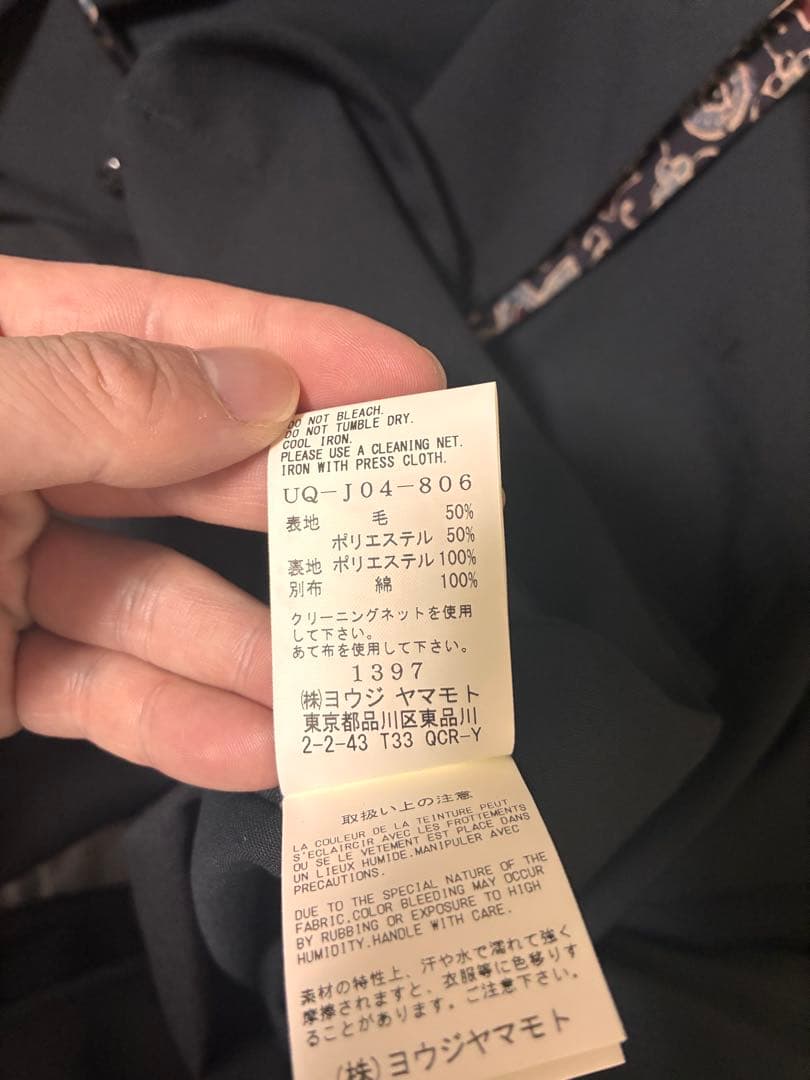 DO NOT BLEACH.
DO NOT TUMBLE DRY.
COOL IRON.
PLEASE USE A CLEANING NET.
IRON WITH PRESS CLOTH.
UQ-J04-806
表地 毛 50%
ポリエステル 50%
裏地 ポリエステル 100%
別布 綿 100%
クリーニングネットを使用
して下さい。
あて布を使用して下さい。
1397
㈱ヨウジ ヤマモト
東京都品川区東品川
2-2-43 T33 QCR-Y
取扱い上の注意
LA COULEUR DE LA TEINTURE PEUT
S'ECLAIRCIR AVEC LES FROTTEMENTS
OU SE LE VETEMENT EST PLACE DANS
UN LIEUX HUMIDE.MANIPULER AVEC
PRECAUTIONS.
DUE TO THE SPECIAL NATURE OF THE
FABRIC,COLOR BLEEDING MAY OCCUR
BY RUBBING OR EXPOSURE TO HIGH
HUMIDITY.HANDLE WITH CARE.
素材の特性上、汗や水で濡れて強く
摩擦されますと、衣服等に色移りす
ることがあります。ご注意下さい。
(株)ヨウジヤマモト